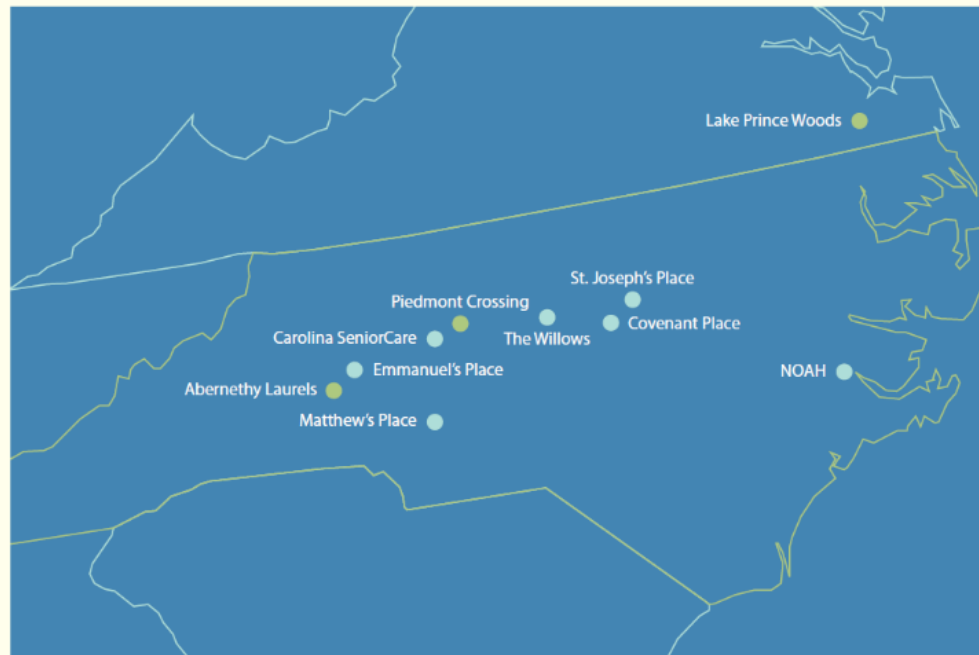 Lake Prince Woods
St. Joseph’s Place
Piedmont Crossing
Covenant Place
Carolina SeniorCare
The Willows
Emmanuel’s Place
NOAH
Abernethy Laurels
Matthew’s Place